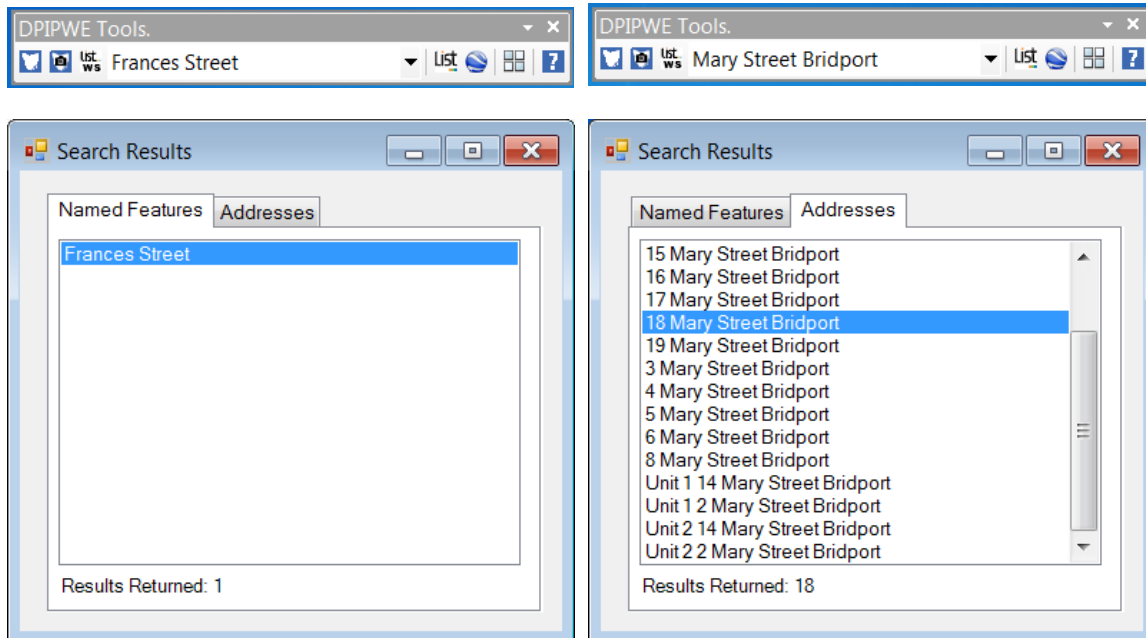 DPIPWE Tools.
List ws Frances Street List ?
DPIPWE Tools.
List ws Mary Street Bridport List ?
Search Results
Named Features Addresses
Frances Street
Results Returned: 1
Search Results
Named Features Addresses
15 Mary Street Bridport
16 Mary Street Bridport
17 Mary Street Bridport
18 Mary Street Bridport
19 Mary Street Bridport
3 Mary Street Bridport
4 Mary Street Bridport
5 Mary Street Bridport
6 Mary Street Bridport
8 Mary Street Bridport
Unit 1 14 Mary Street Bridport
Unit 1 2 Mary Street Bridport
Unit 2 14 Mary Street Bridport
Unit 2 2 Mary Street Bridport
Results Returned: 18